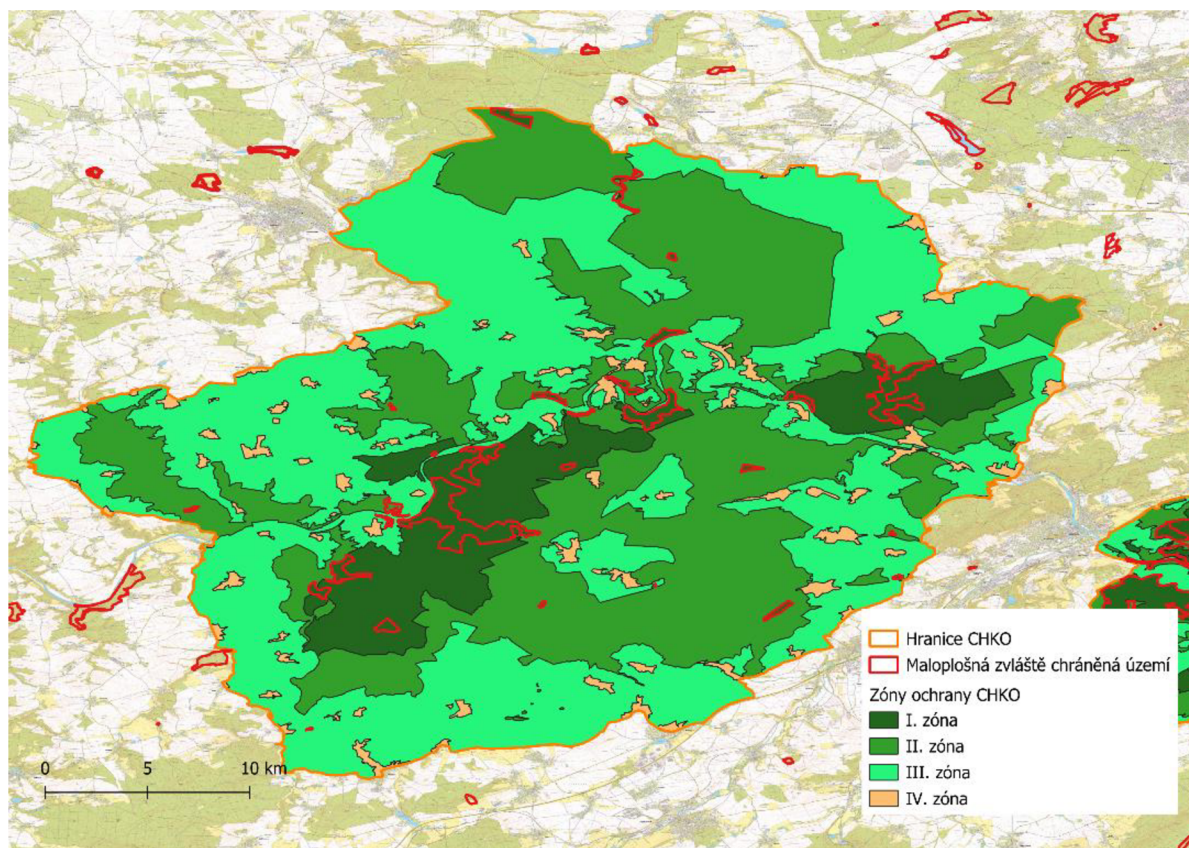 Hranice CHKO
Maloplošná zvláště chráněná území
Zóny ochrany CHKO
I. zóna
II. zóna
III. zóna
IV. zóna
0 5 10 km